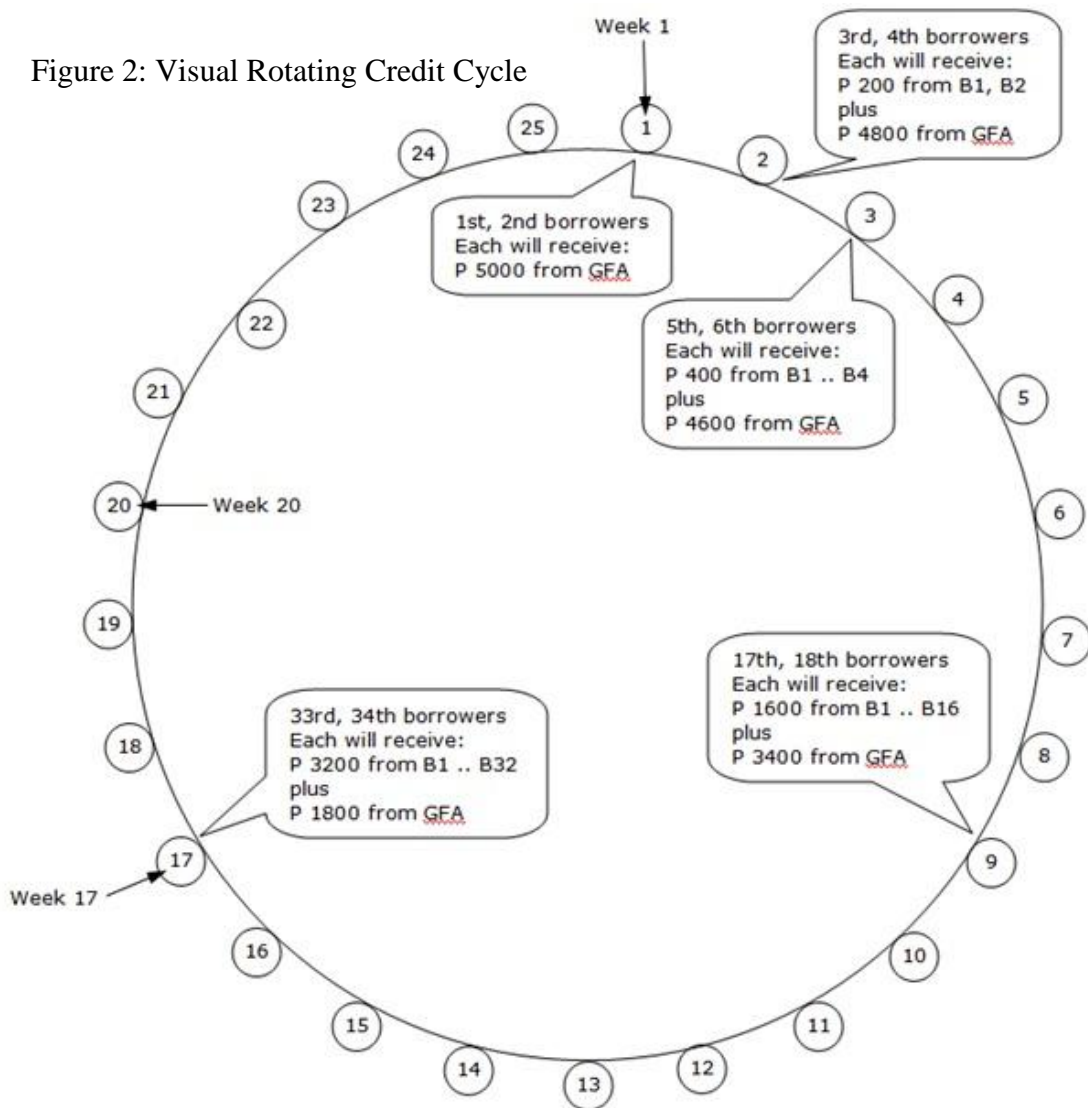 Figure 2: Visual Rotating Credit Cycle
Week 1
3rd, 4th borrowers
Each will receive:
P 200 from B1, B2
plus
P 4800 from GFA
1st, 2nd borrowers
Each will receive:
P 5000 from GFA
5th, 6th borrowers
Each will receive:
P 400 from B1 .. B4
plus
P 4600 from GFA
17th, 18th borrowers
Each will receive:
P 1600 from B1 .. B16
plus
P 3400 from GFA
33rd, 34th borrowers
Each will receive:
P 3200 from B1 .. B32
plus
P 1800 from GFA
Week 17
Week 20
1
2
3
4
5
6
7
8
9
10
11
12
13
14
15
16
17
18
19
20
21
22
23
24
25